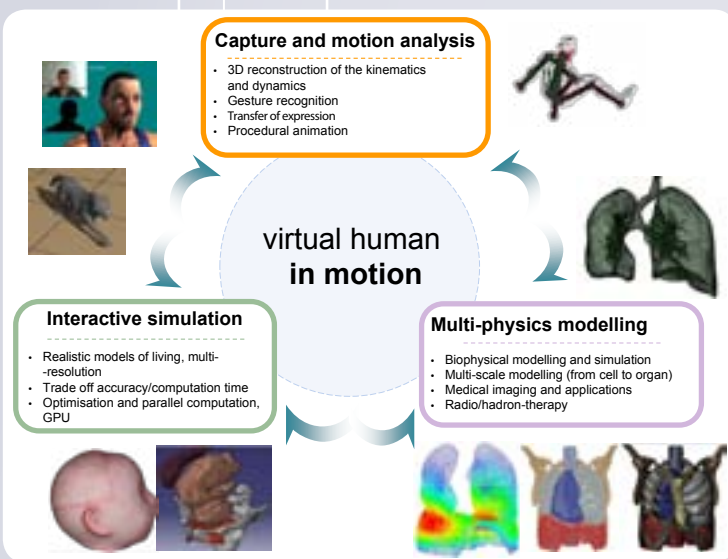 Capture and motion analysis
• 3D reconstruction of the kinematics
and dynamics
• Gesture recognition
• Transfer of expression
• Procedural animation
virtual human
in motion
Interactive simulation
• Realistic models of living, multi-
-resolution
• Trade off accuracy/computation time
• Optimisation and parallel computation,
GPU
Multi-physics modelling
• Biophysical modelling and simulation
• Multi-scale modelling (from cell to organ)
• Medical imaging and applications
• Radio/hadron-therapy